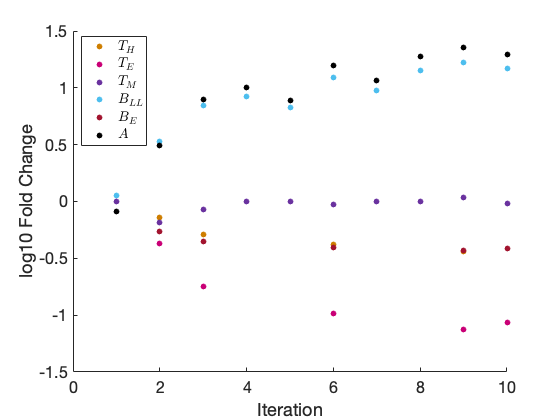 1.5
1
0.5
0
-0.5
-1
-1.5
log10 Fold Change
T_H
T_E
T_M
B_LL
B_E
A
0 2 4 6 8 10
Iteration